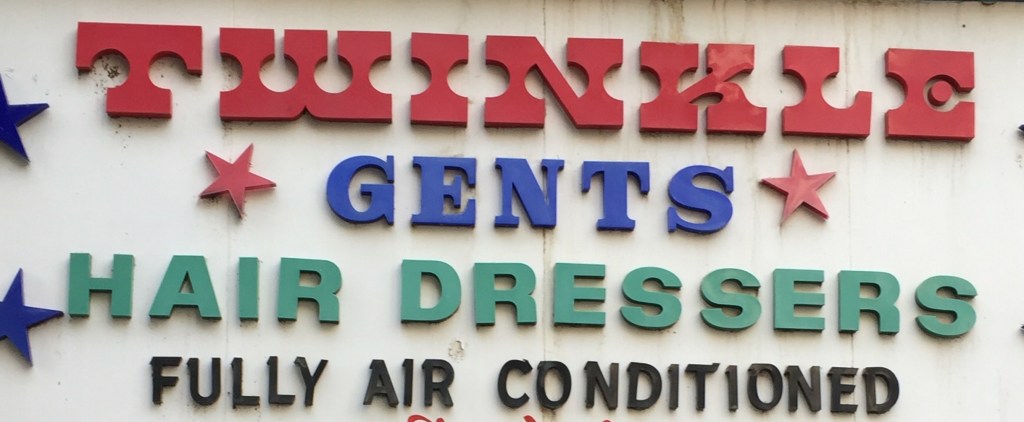 TWINKLE
GENTS
HAIR DRESSERS
FULLY AIR CONDITIONED